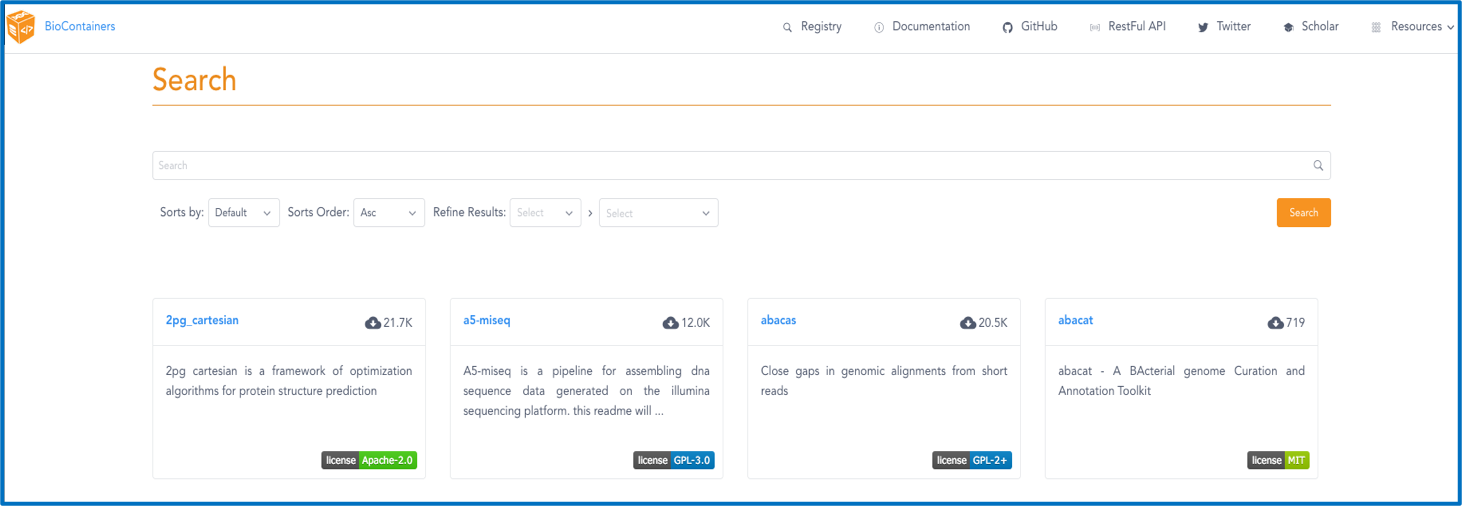 BioContainers Registry Documentation GitHub RestFul API Twitter Scholar Resources
Search
Search
Sorts by: Default Sorts Order: Asc Refine Results: Select > Select Search
2pg_cartesian 21.7K
2pg cartesian is a framework of optimization
algorithms for protein structure prediction
license Apache-2.0
a5-miseq 12.0K
A5-miseq is a pipeline for assembling dna
sequence data generated on the illumina
sequencing platform. this readme will ...
license GPL-3.0
abacas 20.5K
Close gaps in genomic alignments from short
reads
license GPL-2+
abacat 719
abacat - A BActerial genome Curation and
Annotation Toolkit
license MIT